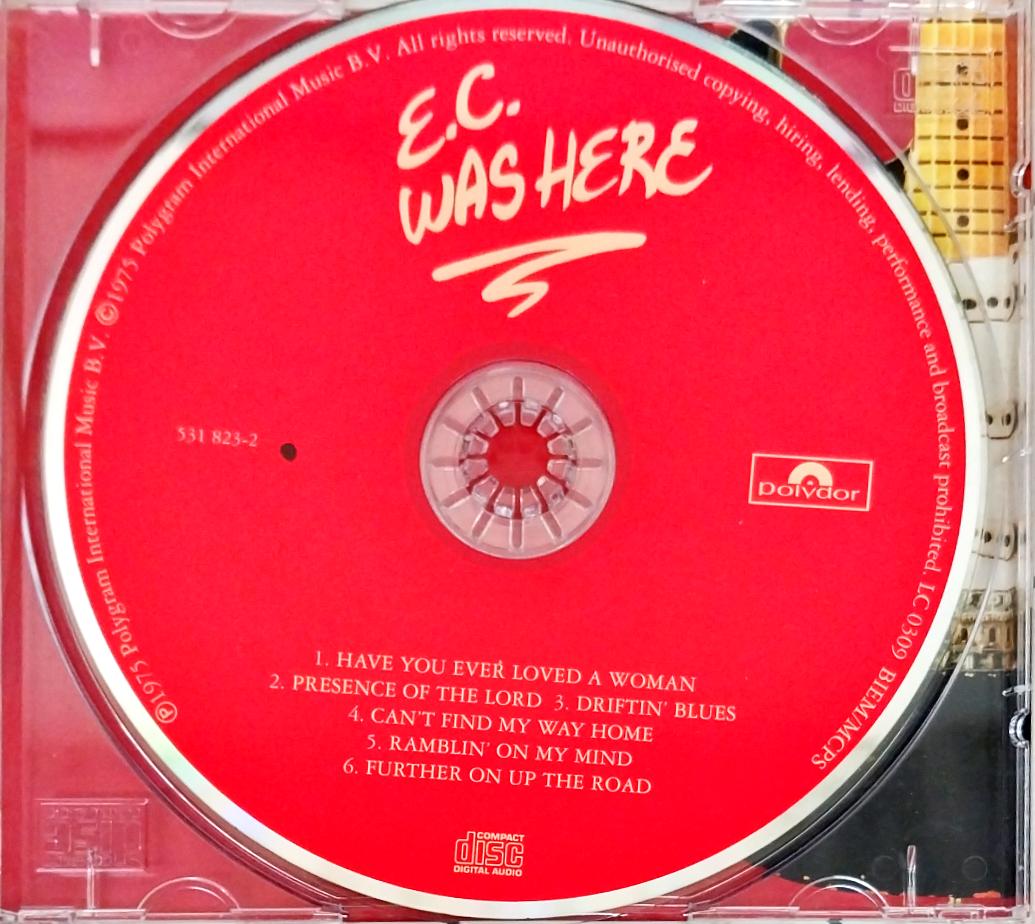 ℗1975 Polygram International Music B.V. ©1975 Polygram International Music B.V. All rights reserved. Unauthorised copying, hiring, lending, performance and broadcast prohibited. LC 0309 BIEM/MCPS
E.C.
WAS HERE
531 823-2
polydor
1. HAVE YOU EVER LOVED A WOMAN
2. PRESENCE OF THE LORD 3. DRIFTIN' BLUES
4. CAN'T FIND MY WAY HOME
5. RAMBLIN' ON MY MIND
6. FURTHER ON UP THE ROAD
COMPACT
disc
DIGITAL AUDIO